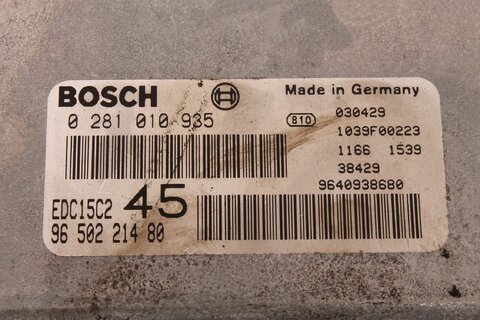 BOSCH
0 281 010 935
EDC15C2 45
96 502 214 80
Made in Germany
810 030429
1039F00223
1166 1539
38429
9640938680